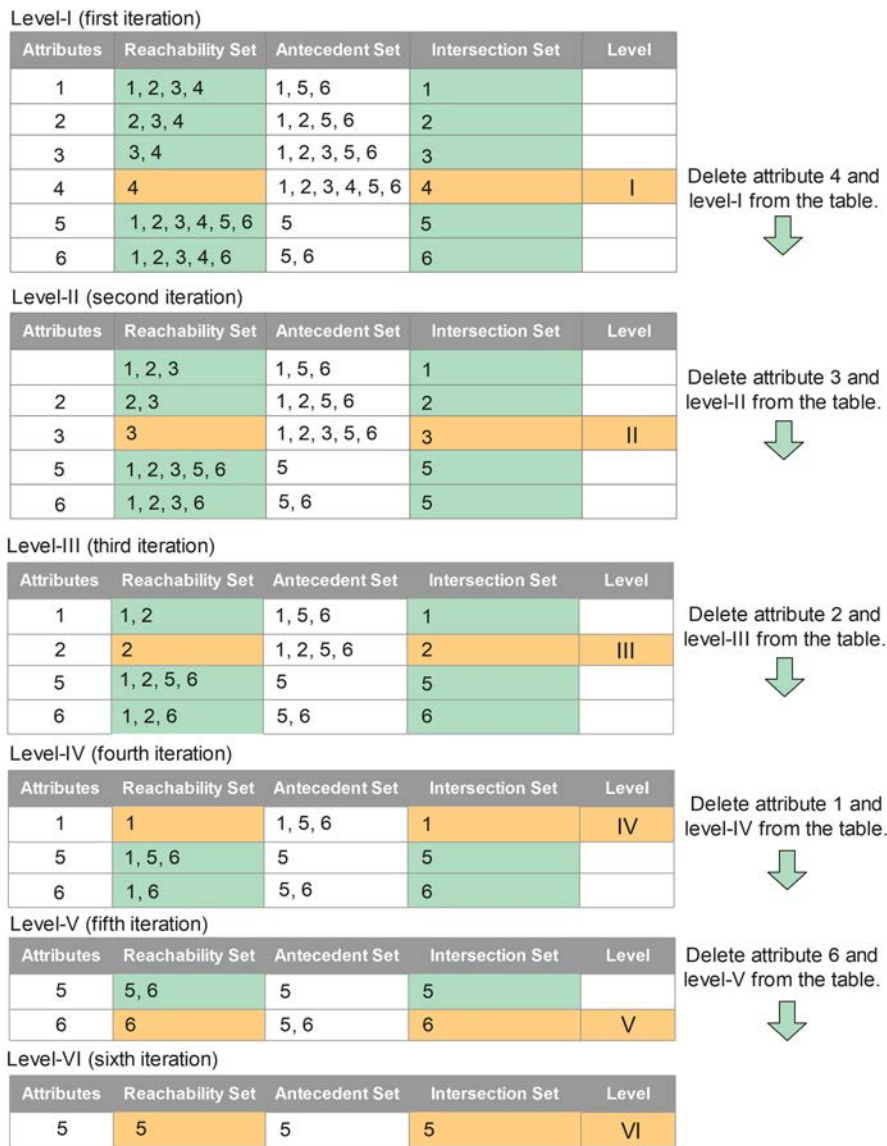 Level-I (first iteration)
Attributes Reachability Set Antecedent Set Intersection Set Level
1 1, 2, 3, 4 1, 5, 6 1
2 2, 3, 4 1, 2, 5, 6 2
3 3, 4 1, 2, 3, 5, 6 3
4 4 1, 2, 3, 4, 5, 6 4 I
5 1, 2, 3, 4, 5, 6 5 5
6 1, 2, 3, 4, 6 5, 6 6
Delete attribute 4 and
level-I from the table.
Level-II (second iteration)
Attributes Reachability Set Antecedent Set Intersection Set Level
1, 2, 3 1, 5, 6 1
2 2, 3 1, 2, 5, 6 2
3 3 1, 2, 3, 5, 6 3 II
5 1, 2, 3, 5, 6 5 5
6 1, 2, 3, 6 5, 6 5
Delete attribute 3 and
level-II from the table.
Level-III (third iteration)
Attributes Reachability Set Antecedent Set Intersection Set Level
1 1, 2 1, 5, 6 1
2 2 1, 2, 5, 6 2 III
5 1, 2, 5, 6 5 5
6 1, 2, 6 5, 6 6
Delete attribute 2 and
level-III from the table.
Level-IV (fourth iteration)
Attributes Reachability Set Antecedent Set Intersection Set Level
1 1 1, 5, 6 1 IV
5 1, 5, 6 5 5
6 1, 6 5, 6 6
Delete attribute 1 and
level-IV from the table.
Level-V (fifth iteration)
Attributes Reachability Set Antecedent Set Intersection Set Level
5 5, 6 5 5
6 6 5, 6 6 V
Delete attribute 6 and
level-V from the table.
Level-VI (sixth iteration)
Attributes Reachability Set Antecedent Set Intersection Set Level
5 5 5 5 VI